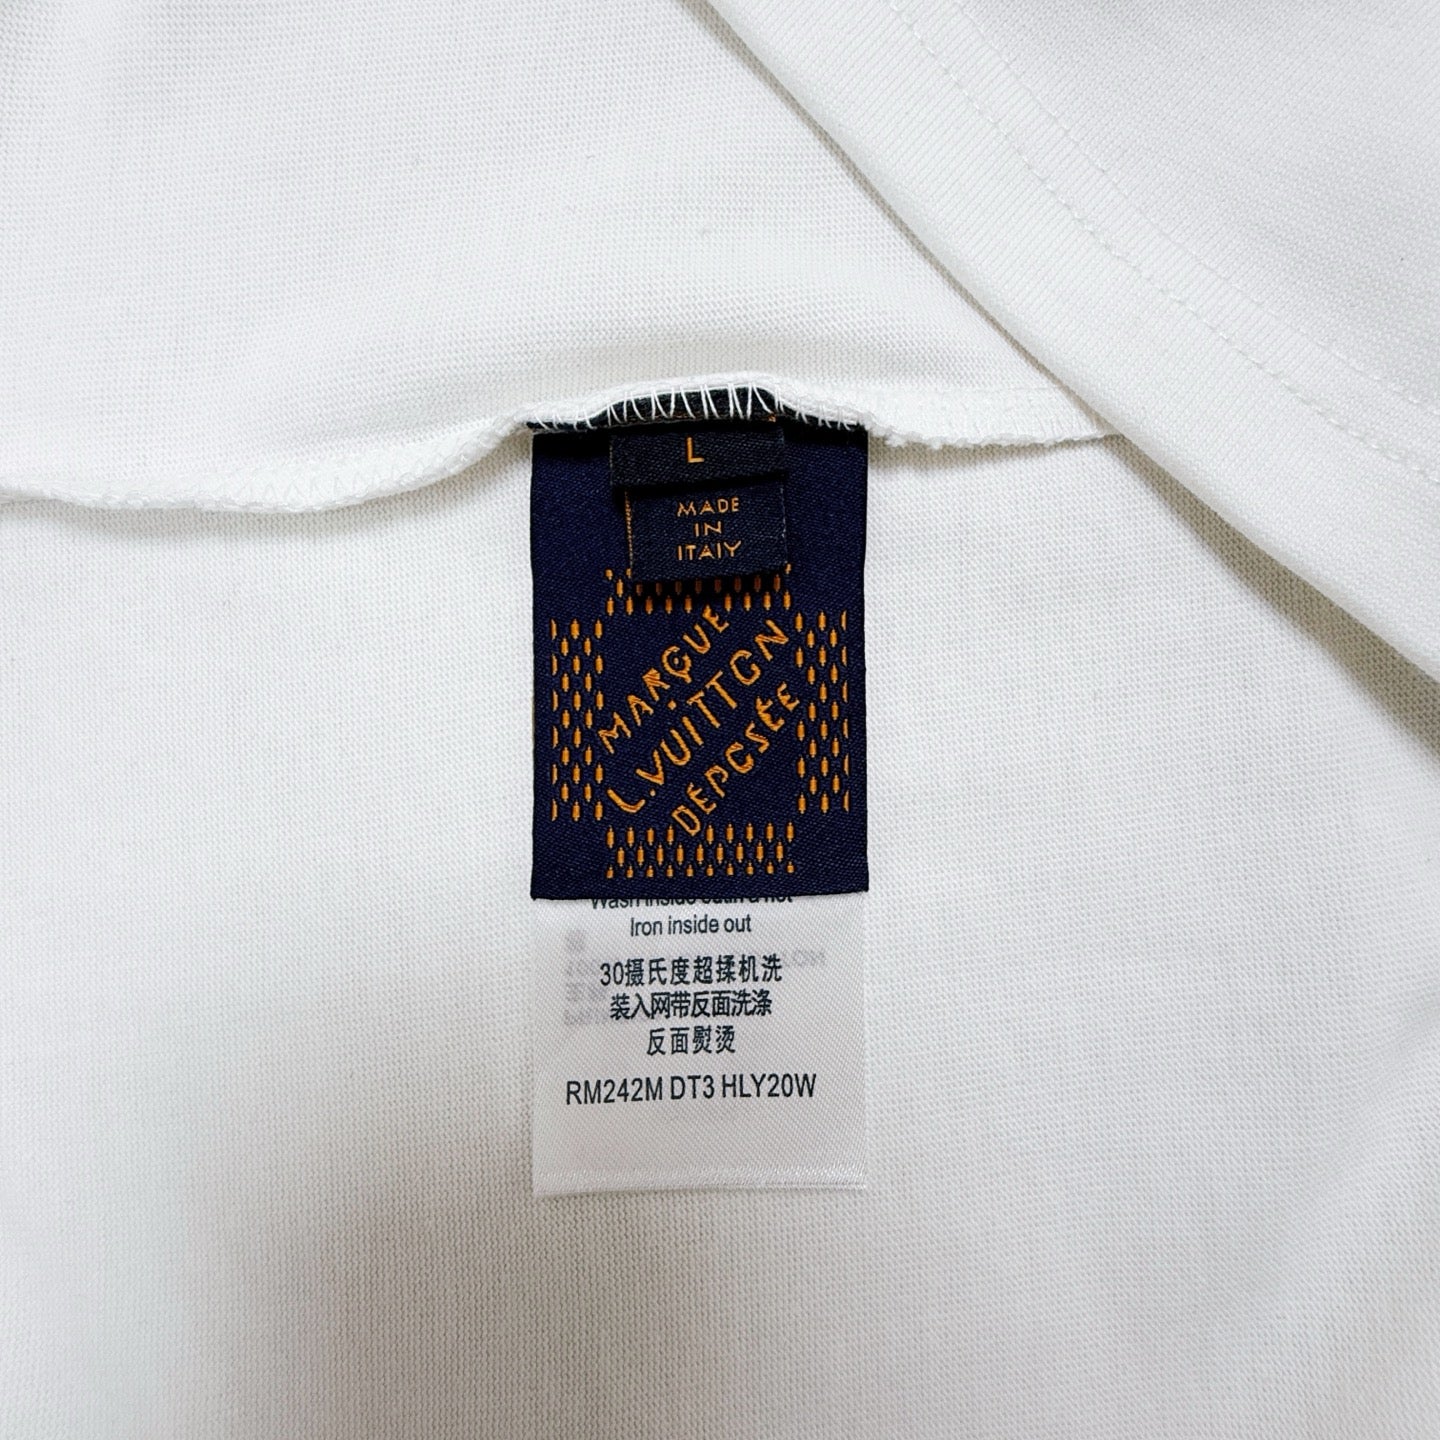 L
MADE
IN
ITALY
MARQUE
L.VUITTON
DÉPOSÉE
Iron inside out
30摄氏度超揉机洗
装入网带反面洗涤
反面熨烫
RM242M DT3 HLY20W